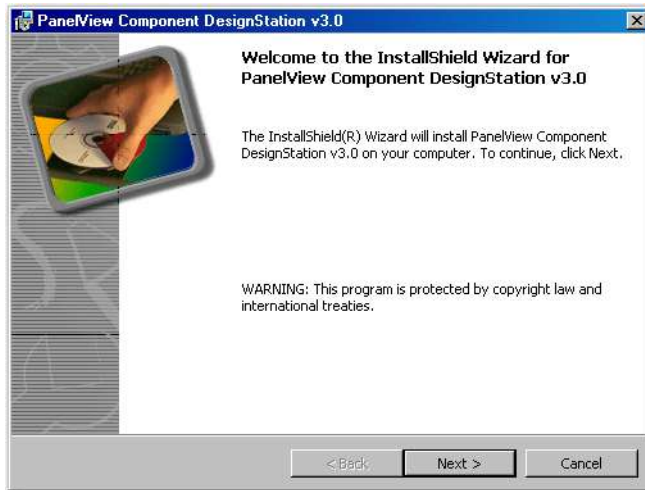 PanelView Component DesignStation v3.0
Welcome to the InstallShield Wizard for
PanelView Component DesignStation v3.0
The InstallShield(R) Wizard will install PanelView Component
DesignStation v3.0 on your computer. To continue, click Next.
WARNING: This program is protected by copyright law and
international treaties.
< Back
Next >
Cancel